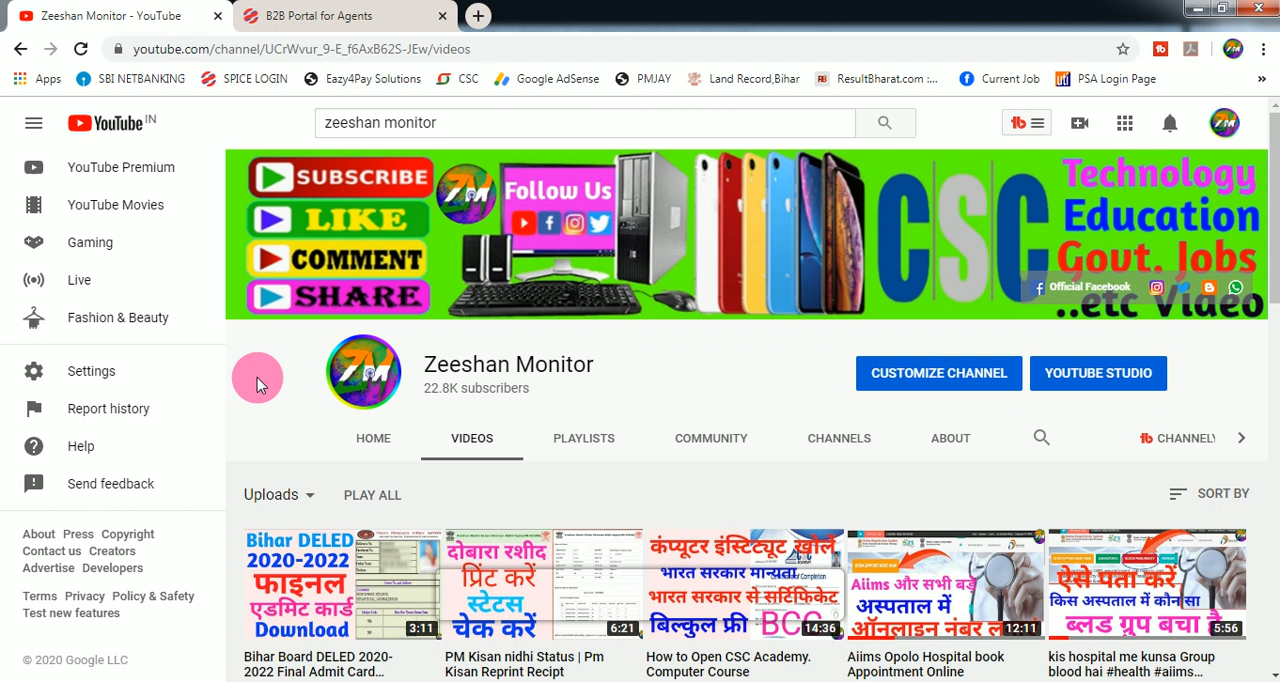 Zeeshan Monitor - YouTube
B2B Portal for Agents
youtube.com/channel/UCrWvur_9-E_f6AxB62S-JEw/videos
Apps SBI NETBANKING SPICE LOGIN Eazy4Pay Solutions CSC Google AdSense PMJAY Land Record,Bihar ResultBharat.com :... Current Job PSA Login Page
YouTube IN
zeeshan monitor
YouTube Premium
YouTube Movies
Gaming
Live
Fashion & Beauty
Settings
Report history
Help
Send feedback
About Press Copyright
Contact us Creators
Advertise Developers
Terms Privacy Policy & Safety
Test new features
© 2020 Google LLC
SUBSCRIBE
LIKE
COMMENT
SHARE
ZM
Follow Us
CSC
Technology
Education
Govt. Jobs
..etc Video
Official Facebook
ZM
Zeeshan Monitor
22.8K subscribers
CUSTOMIZE CHANNEL
YOUTUBE STUDIO
HOME VIDEOS PLAYLISTS COMMUNITY CHANNELS ABOUT CHANNELY
Uploads PLAY ALL SORT BY
Bihar DELED
2020-2022
फाइनल
एडमिट कार्ड
Download
3:11
Bihar Board DELED 2020-
2022 Final Admit Card...
दोबारा रशीद
प्रिंट करें
स्टेटस
चेक करें
6:21
PM Kisan nidhi Status | Pm
Kisan Reprint Recipt
कंप्यूटर इंस्टिट्यूट खोलें
भारत सरकार मान्यता
भारत सरकार से सर्टिफिकेट
बिल्कुल फ्री BCC
14:36
How to Open CSC Academy.
Computer Course
Aiims और सभी बड़े
अस्पताल में
12:11
Aiims Opolo Hospital book
Appointment Online
ऐसे पता करें
किस अस्पताल में कौन सा
ब्लड ग्रुप बचा है
5:56
kis hospital me kunsa Group
blood hai #health #aiims...